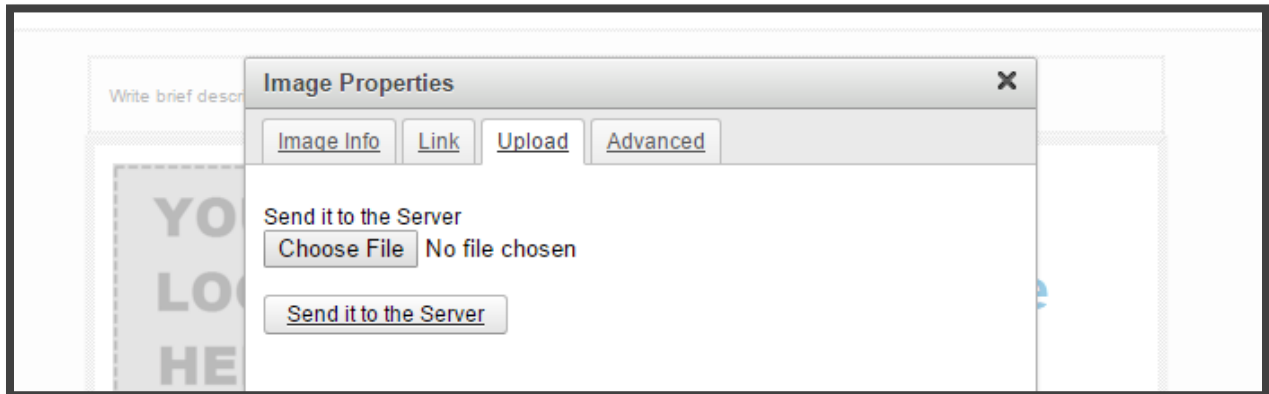 Write brief descr
Image Properties
Image Info Link Upload Advanced
Send it to the Server
Choose File No file chosen
Send it to the Server
YO
LO
HE
e